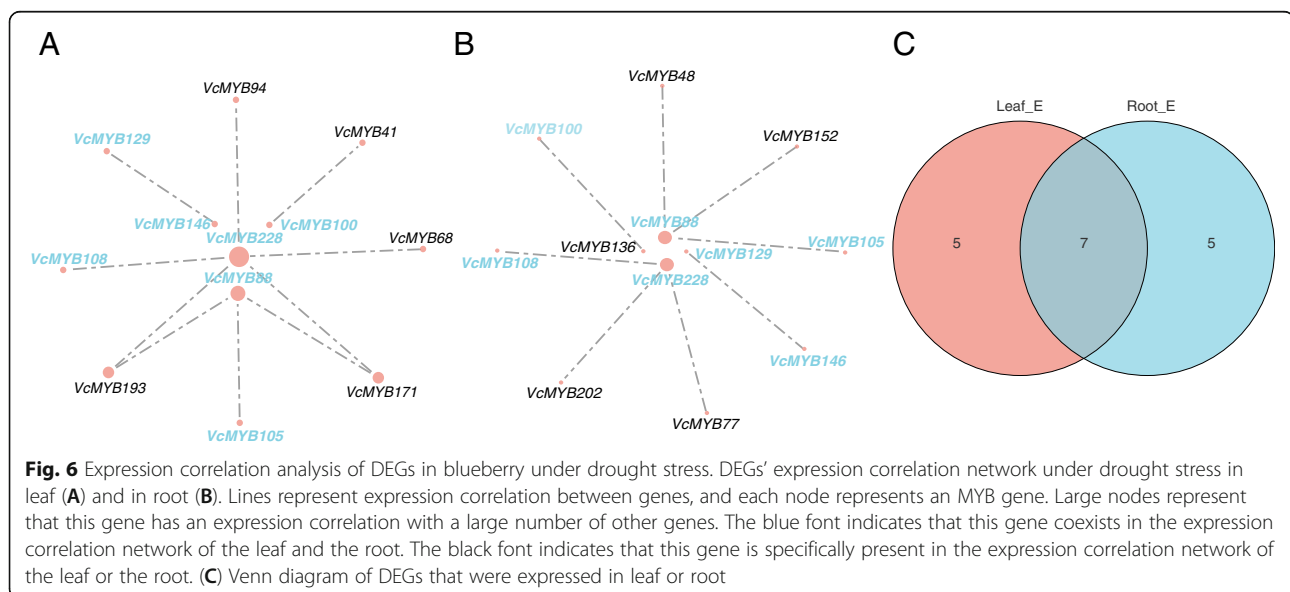 A
VcMYB94
VcMYB41
VcMYB129
VcMYB146
VcMYB100
VcMYB228
VcMYB68
VcMYB108
VcMYB88
VcMYB193
VcMYB171
VcMYB105
B
VcMYB48
VcMYB100
VcMYB152
VcMYB88
VcMYB136
VcMYB105
VcMYB129
VcMYB108
VcMYB228
VcMYB146
VcMYB202
VcMYB77
C
Leaf_E
Root_E
5
7
5
Fig. 6 Expression correlation analysis of DEGs in blueberry under drought stress. DEGs' expression correlation network under drought stress in
leaf (A) and in root (B). Lines represent expression correlation between genes, and each node represents an MYB gene. Large nodes represent
that this gene has an expression correlation with a large number of other genes. The blue font indicates that this gene coexists in the expression
correlation network of the leaf and the root. The black font indicates that this gene is specifically present in the expression correlation network of
the leaf or the root. (C) Venn diagram of DEGs that were expressed in leaf or root